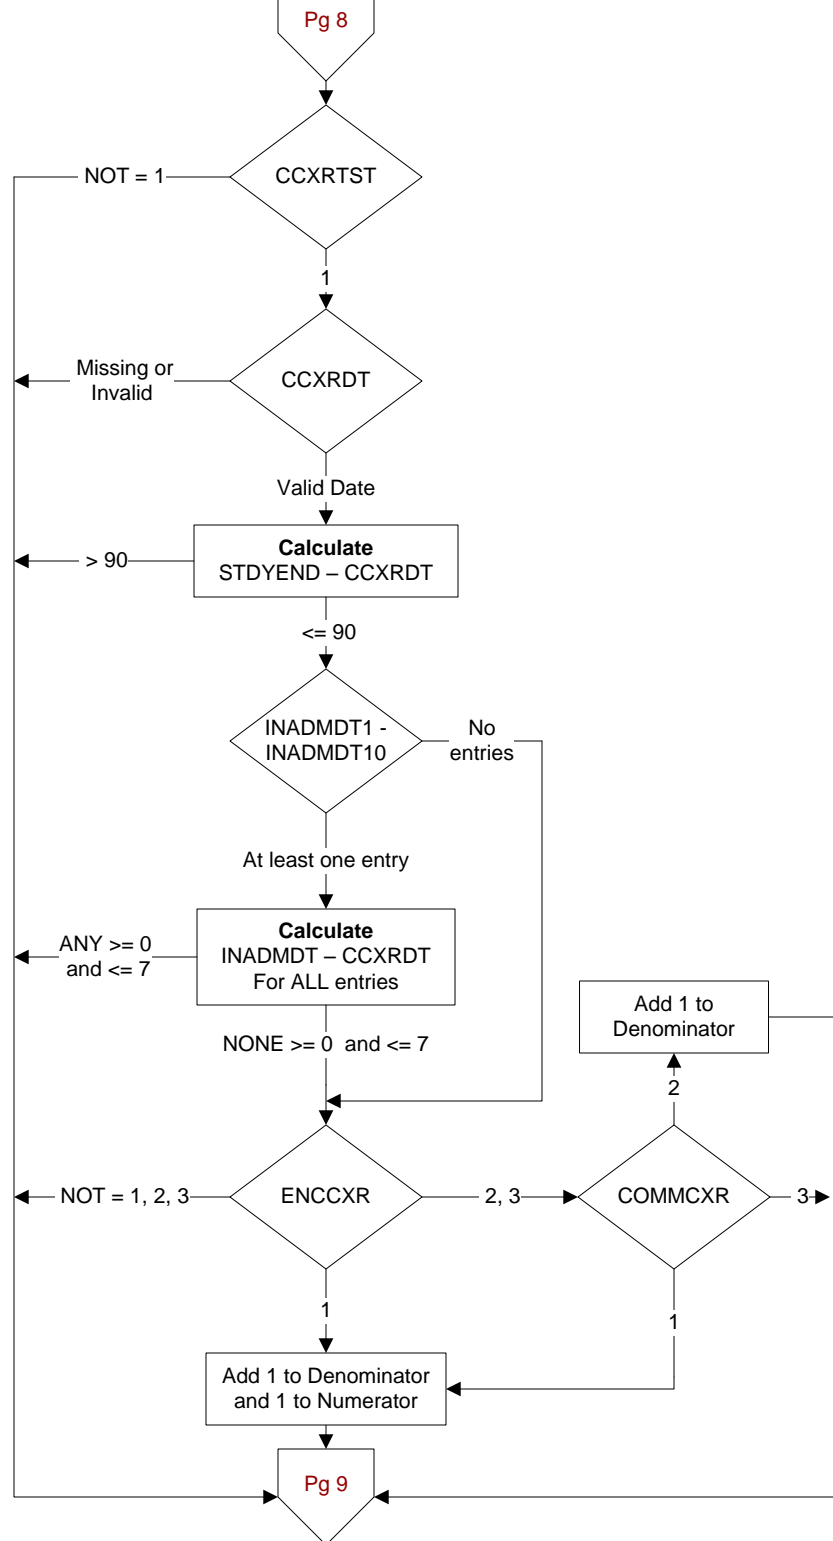 Pg 8
CCXRTST
NOT = 1
1
CCXRDT
Missing or
Invalid
Valid Date
Calculate
STDYEND – CCXRDT
> 90
<= 90
INADMDT1 -
INADMDT10
No
entries
At least one entry
Calculate
INADMDT – CCXRDT
For ALL entries
ANY >= 0
and <= 7
NONE >= 0 and <= 7
Add 1 to
Denominator
2
ENCCXR
NOT = 1, 2, 3
2, 3
COMMCXR
3
1
1
Add 1 to Denominator
and 1 to Numerator
Pg 9